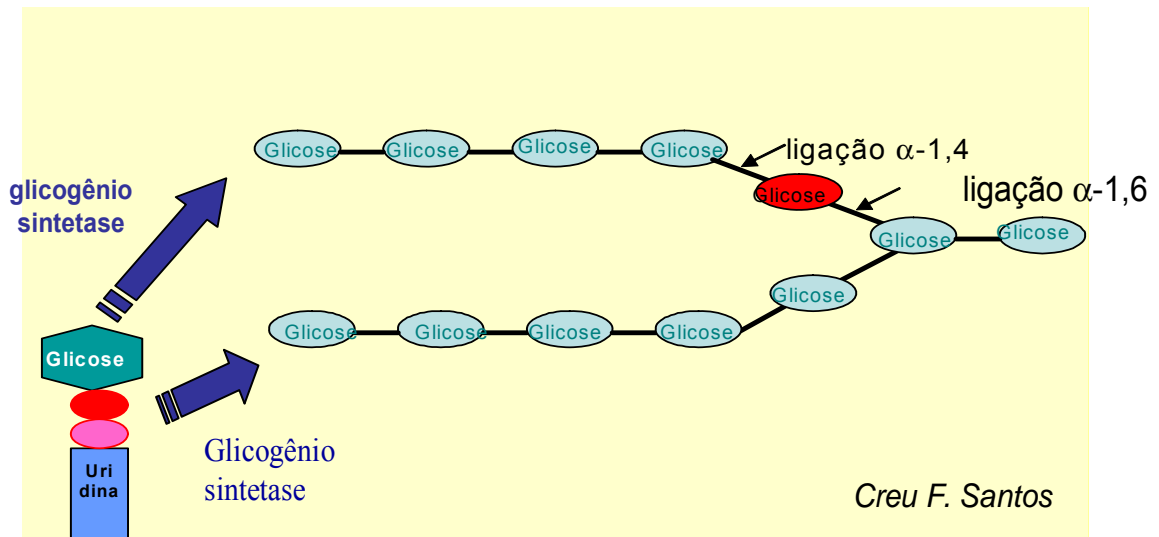 Glicose Glicose Glicose Glicose
ligação α-1,4
Glicose
ligação α-1,6
glicogênio
sintetase
Glicose Glicose
Glicose
Glicose Glicose Glicose Glicose
Glicose
Glicogênio
sintetase
Uri
dina
Creu F. Santos